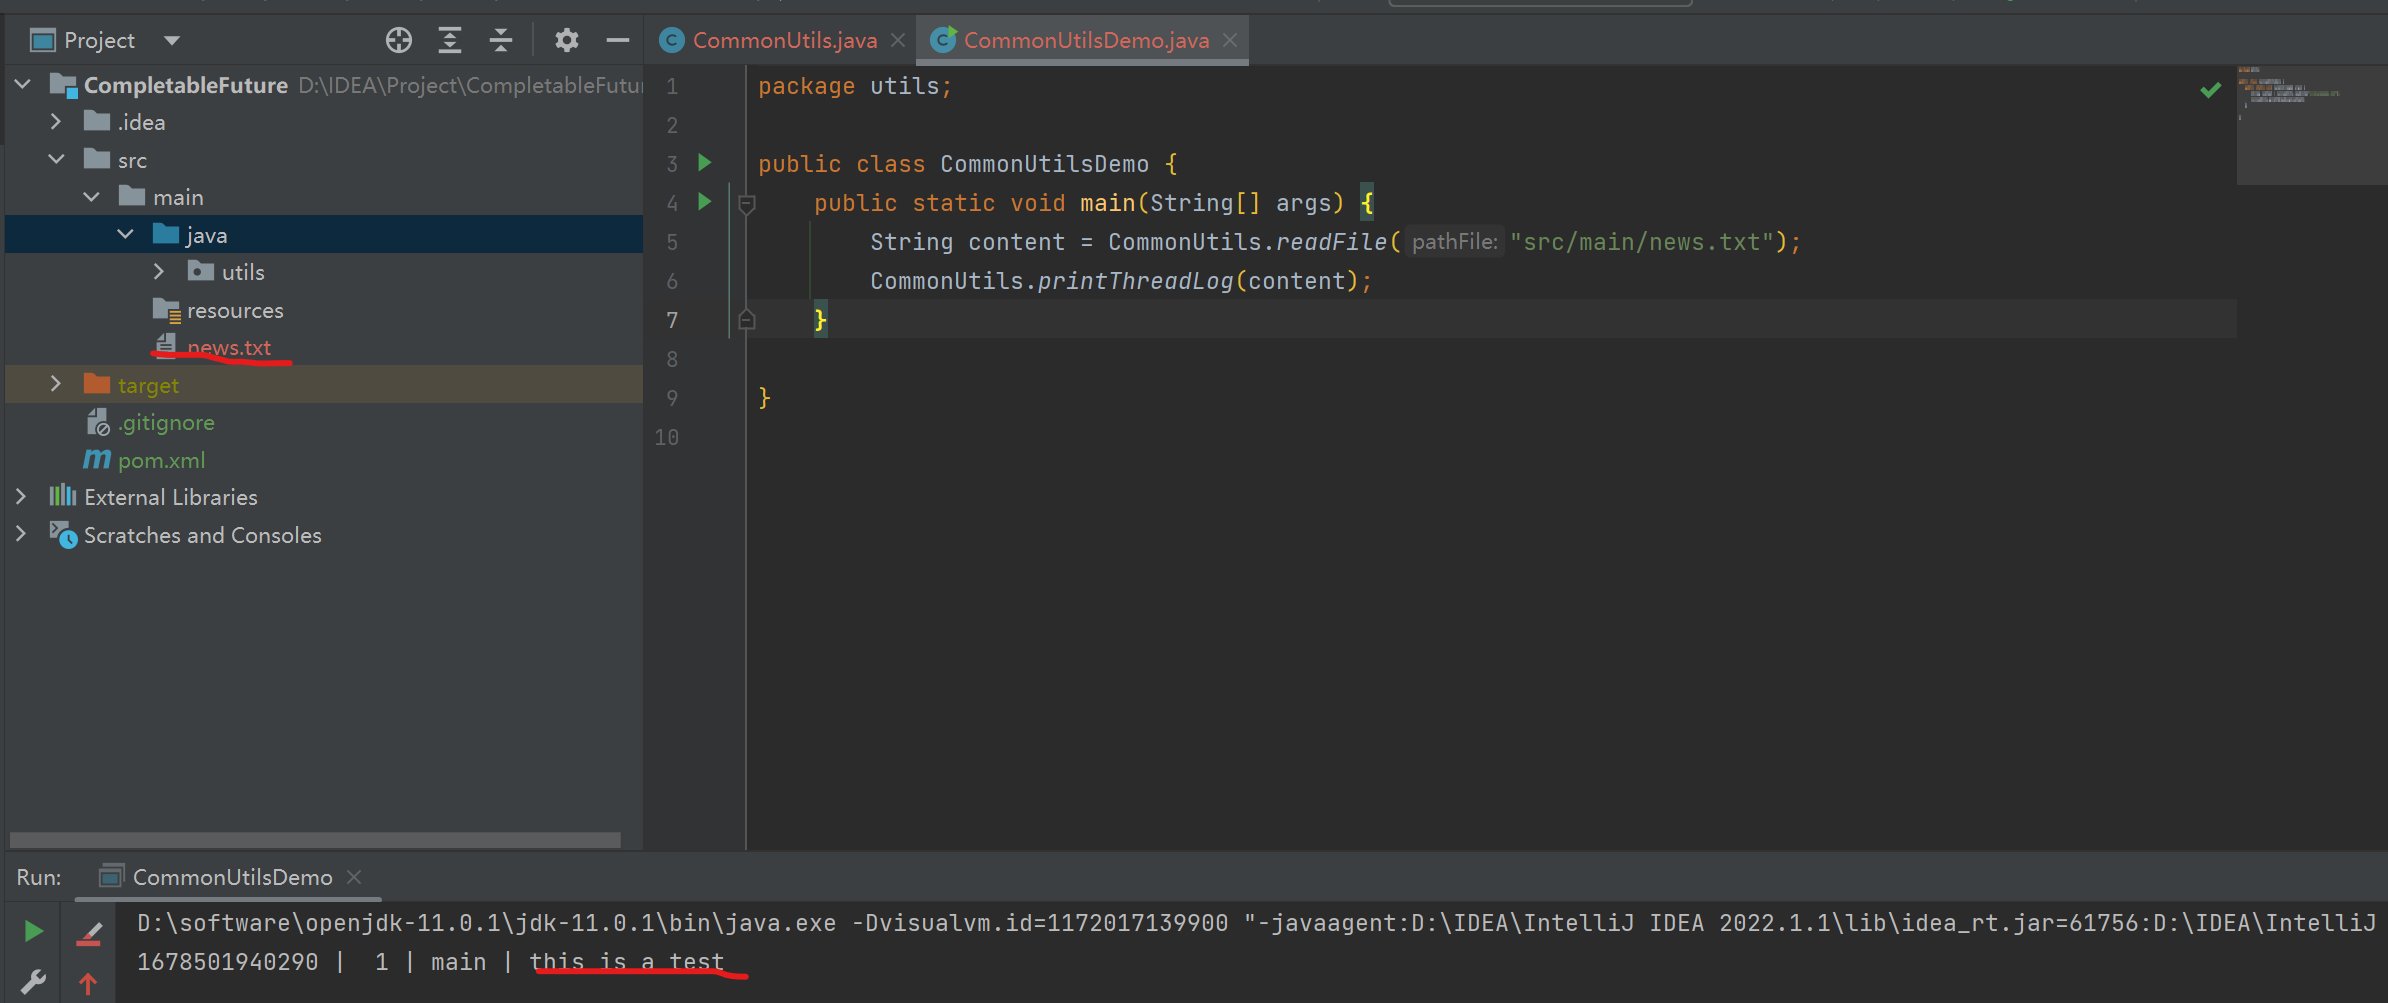 Project
CompletableFuture D:\IDEA\Project\CompletableFutu
.idea
src
main
java
utils
resources
news.txt
target
.gitignore
pom.xml
External Libraries
Scratches and Consoles
CommonUtils.java
CommonUtilsDemo.java
1 package utils;
2
3 public class CommonUtilsDemo {
4 public static void main(String[] args) {
5 String content = CommonUtils.readFile( pathFile: "src/main/news.txt");
6 CommonUtils.printThreadLog(content);
7 }
8
9 }
10
Run: CommonUtilsDemo
D:\software\openjdk-11.0.1\jdk-11.0.1\bin\java.exe -Dvisualvm.id=1172017139900 "-javaagent:D:\IDEA\IntelliJ IDEA 2022.1.1\lib\idea_rt.jar=61756:D:\IDEA\IntelliJ
1678501940290 | 1 | main | this is a test